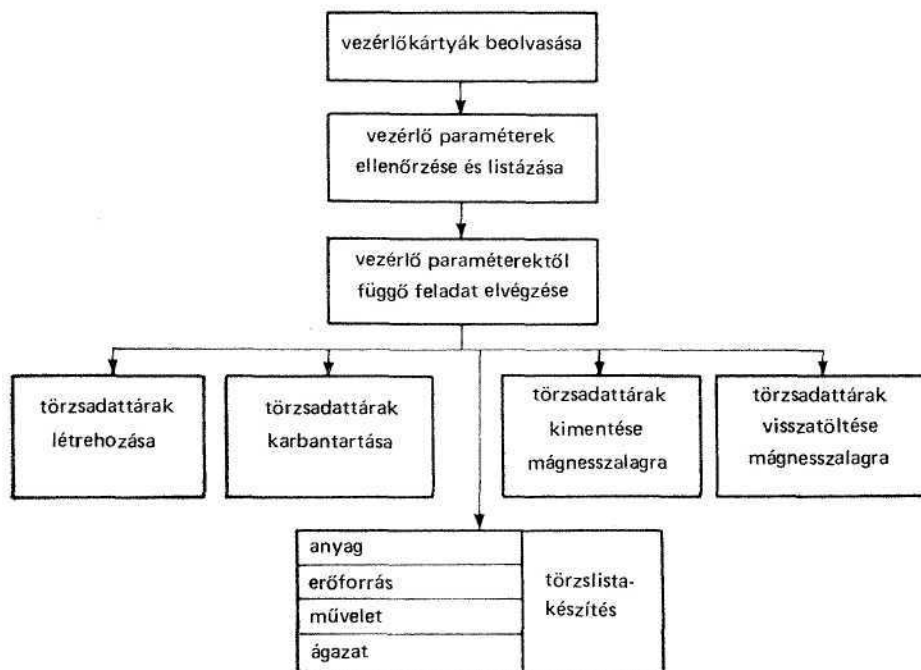 vezérlőkártyák beolvasása
vezérlő paraméterek
ellenőrzése és listázása
vezérlő paraméterektől
függő feladat elvégzése
törzsadattárak
létrehozása
törzsadattárak
karbantartása
törzsadattárak
kimentése
mágnesszalagra
törzsadattárak
visszatöltése
mágnesszalagra
anyag
erőforrás
művelet
ágazat
törzslista-
készítés